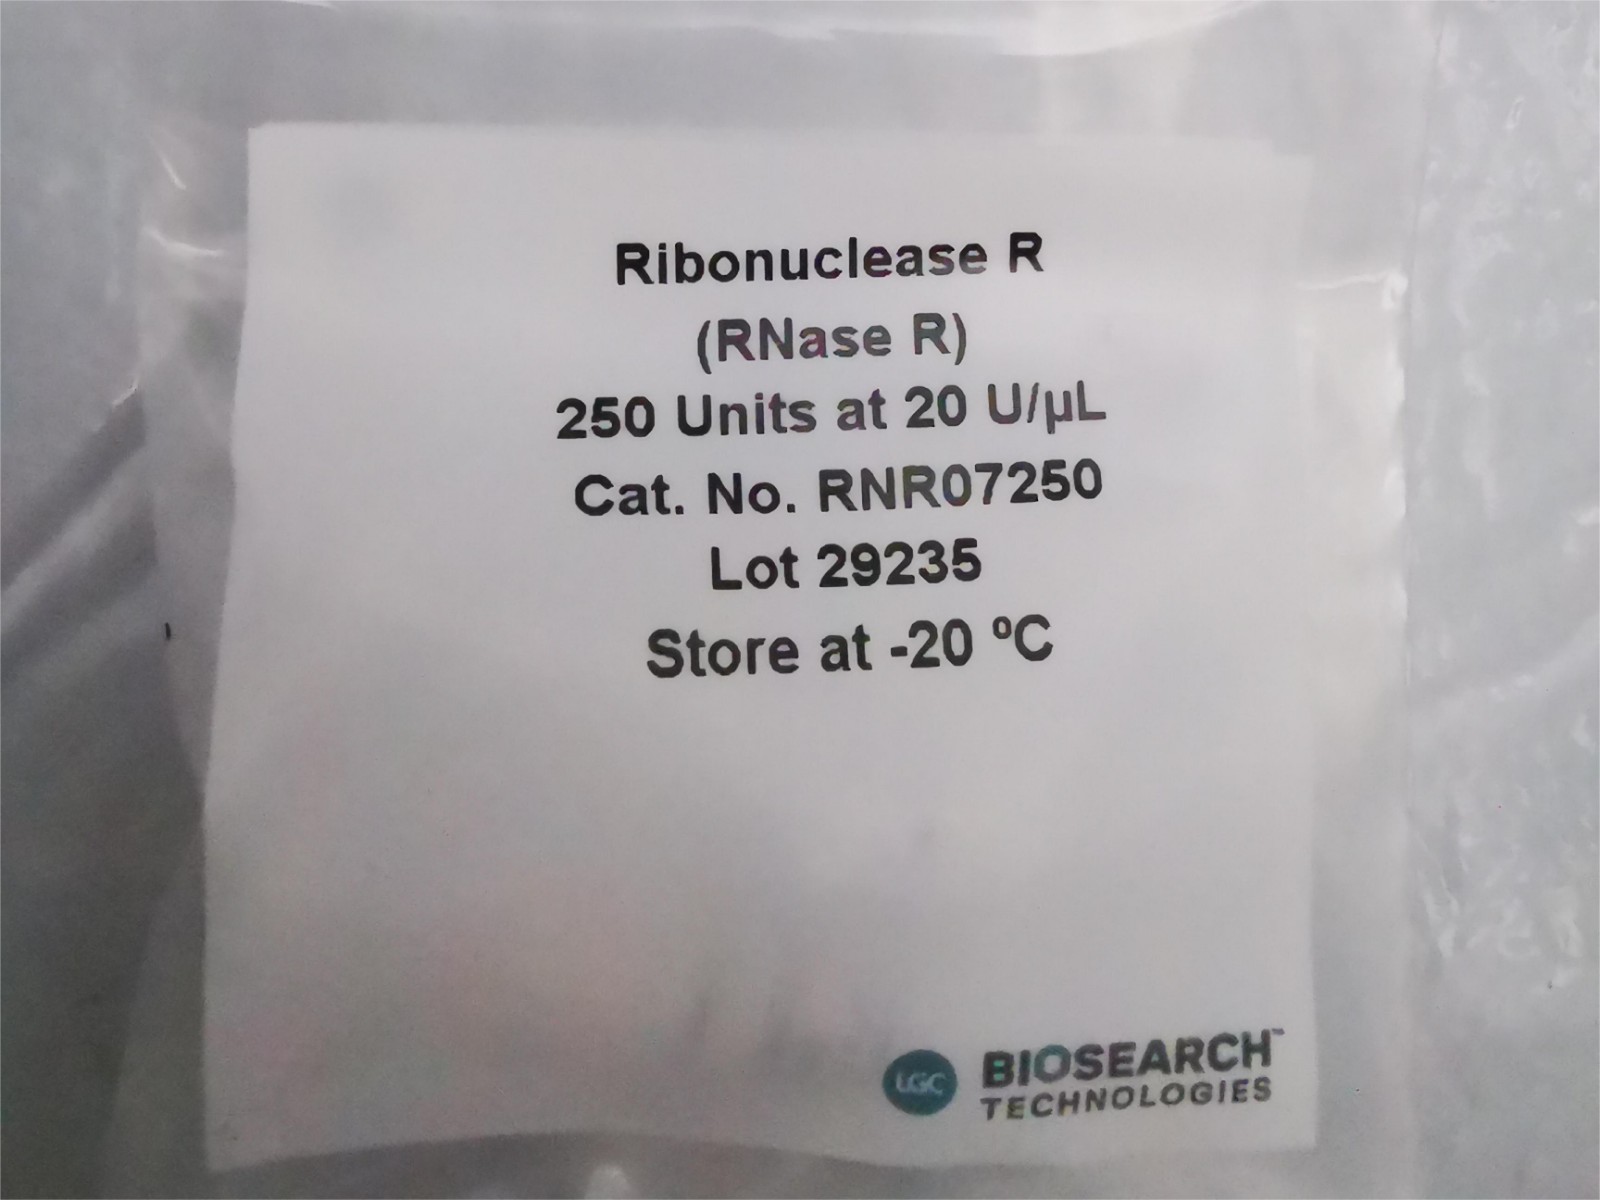 Ribonuclease R
(RNase R)
250 Units at 20 U/µL
Cat. No. RNR07250
Lot 29235
Store at -20 ºC
LGC BIOSEARCH™
TECHNOLOGIES